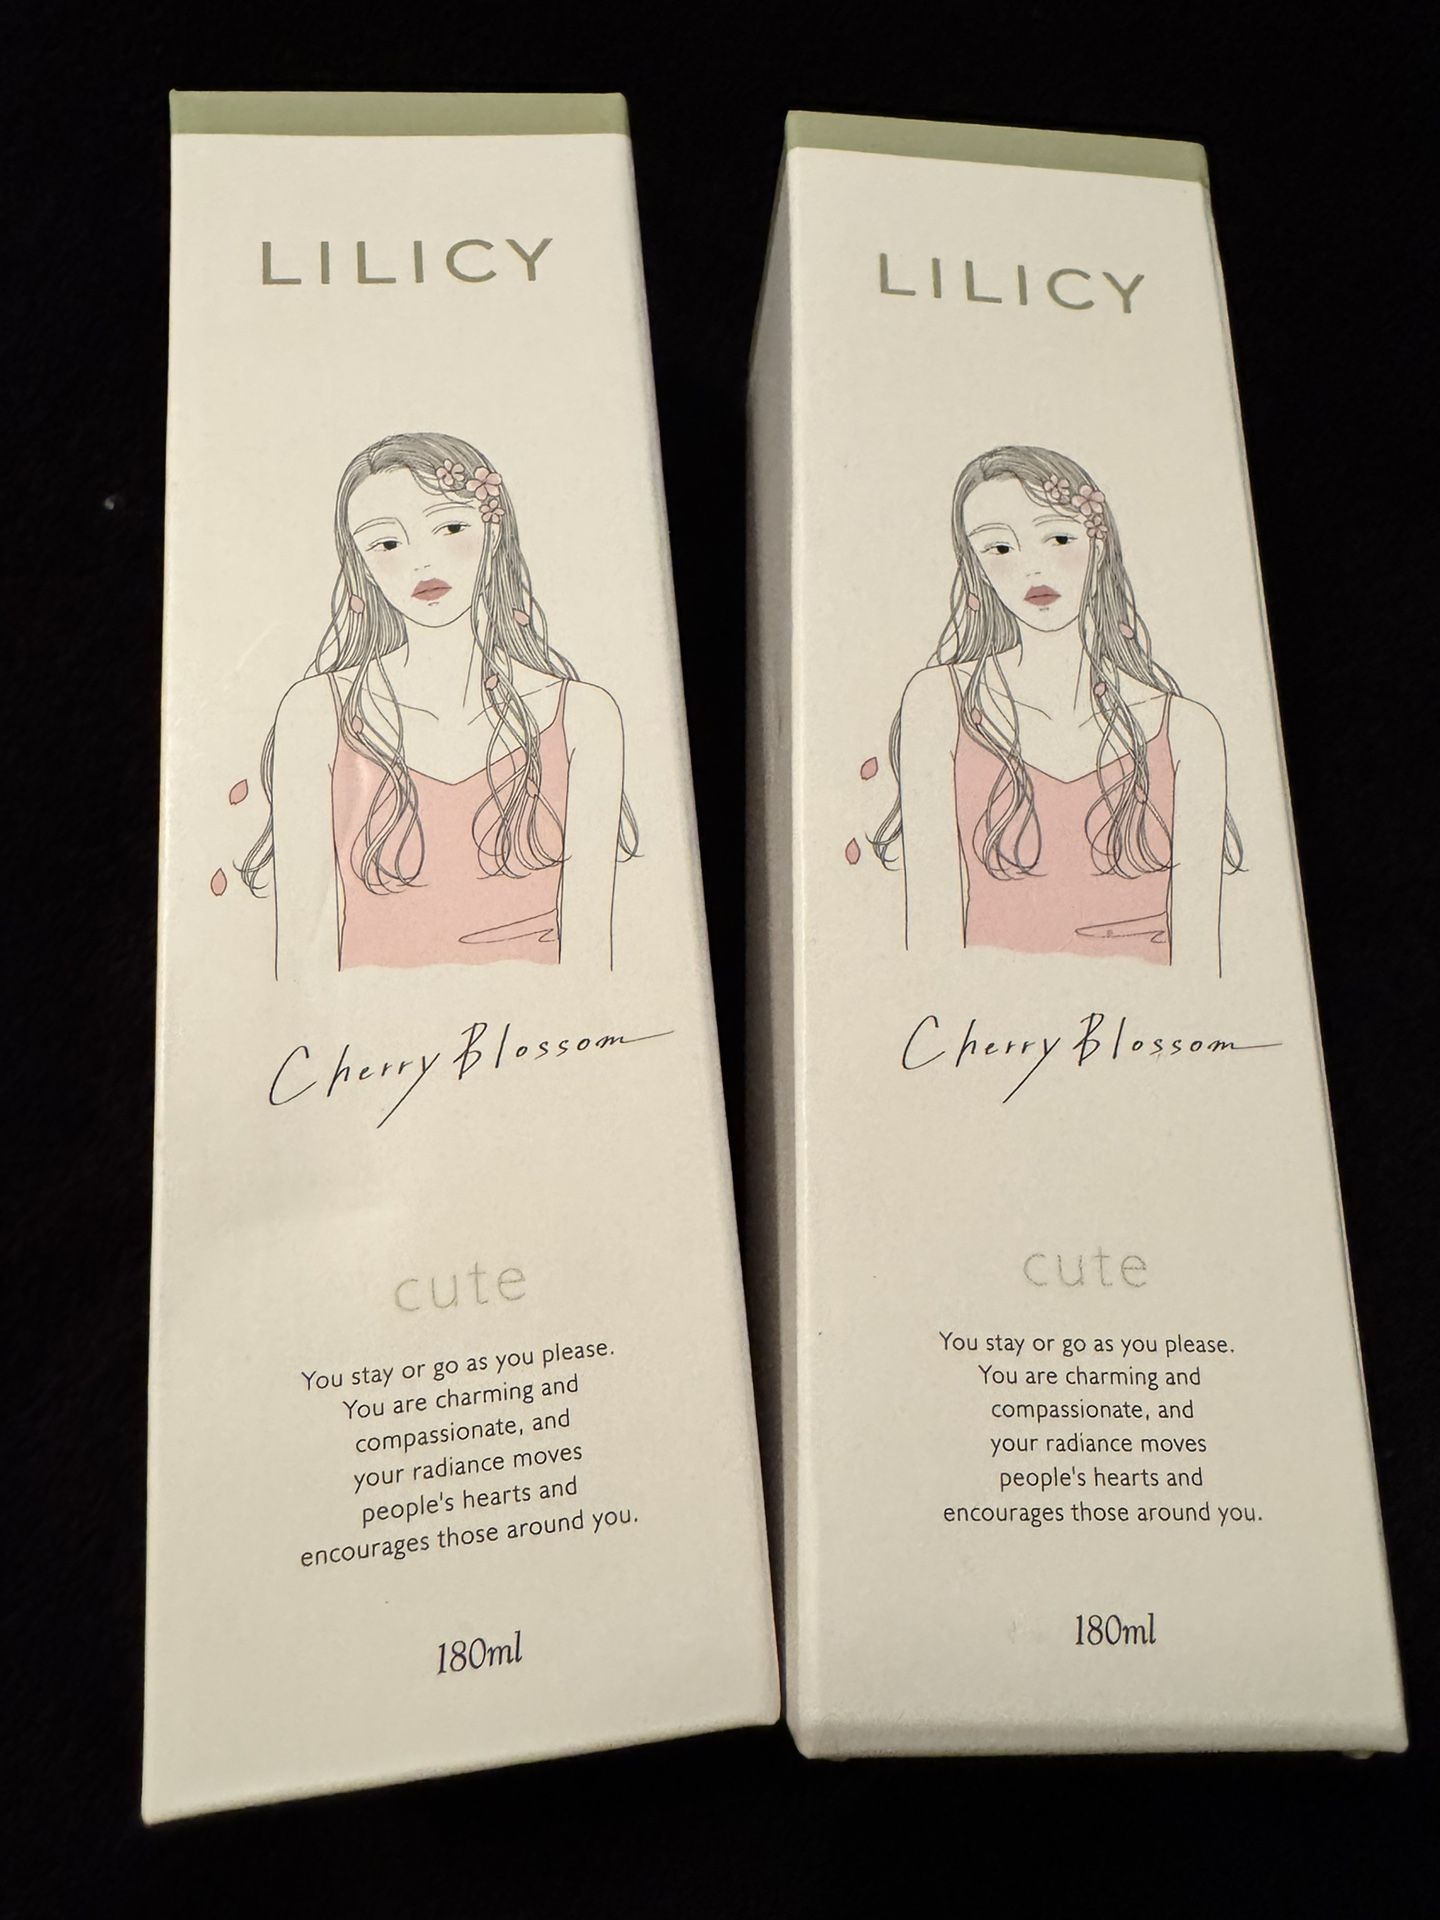 LILICY
Cherry Blossom
cute
You stay or go as you please.
You are charming and
compassionate, and
your radiance moves
people's hearts and
encourages those around you.
180ml
LILICY
Cherry Blossom
cute
You stay or go as you please.
You are charming and
compassionate, and
your radiance moves
people's hearts and
encourages those around you.
180ml